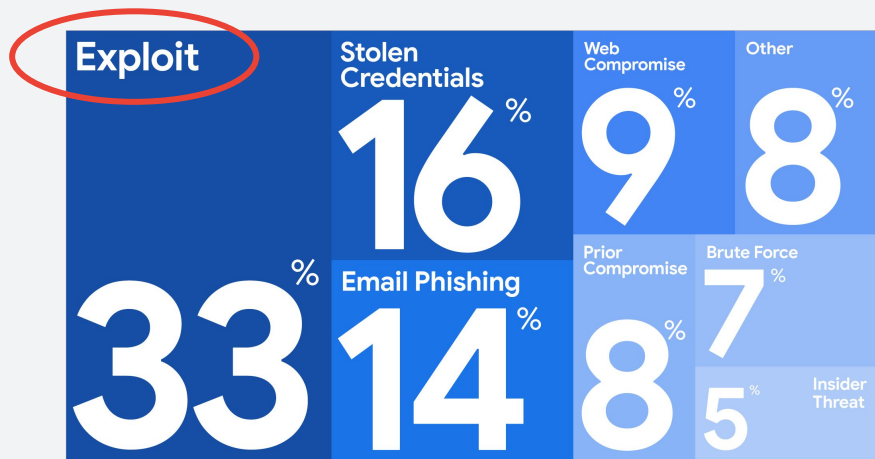 Exploit
33%
Stolen
Credentials
16%
Email Phishing
14%
Web
Compromise
9%
Other
8%
Prior
Compromise
8%
Brute Force
7%
Insider
Threat
5%